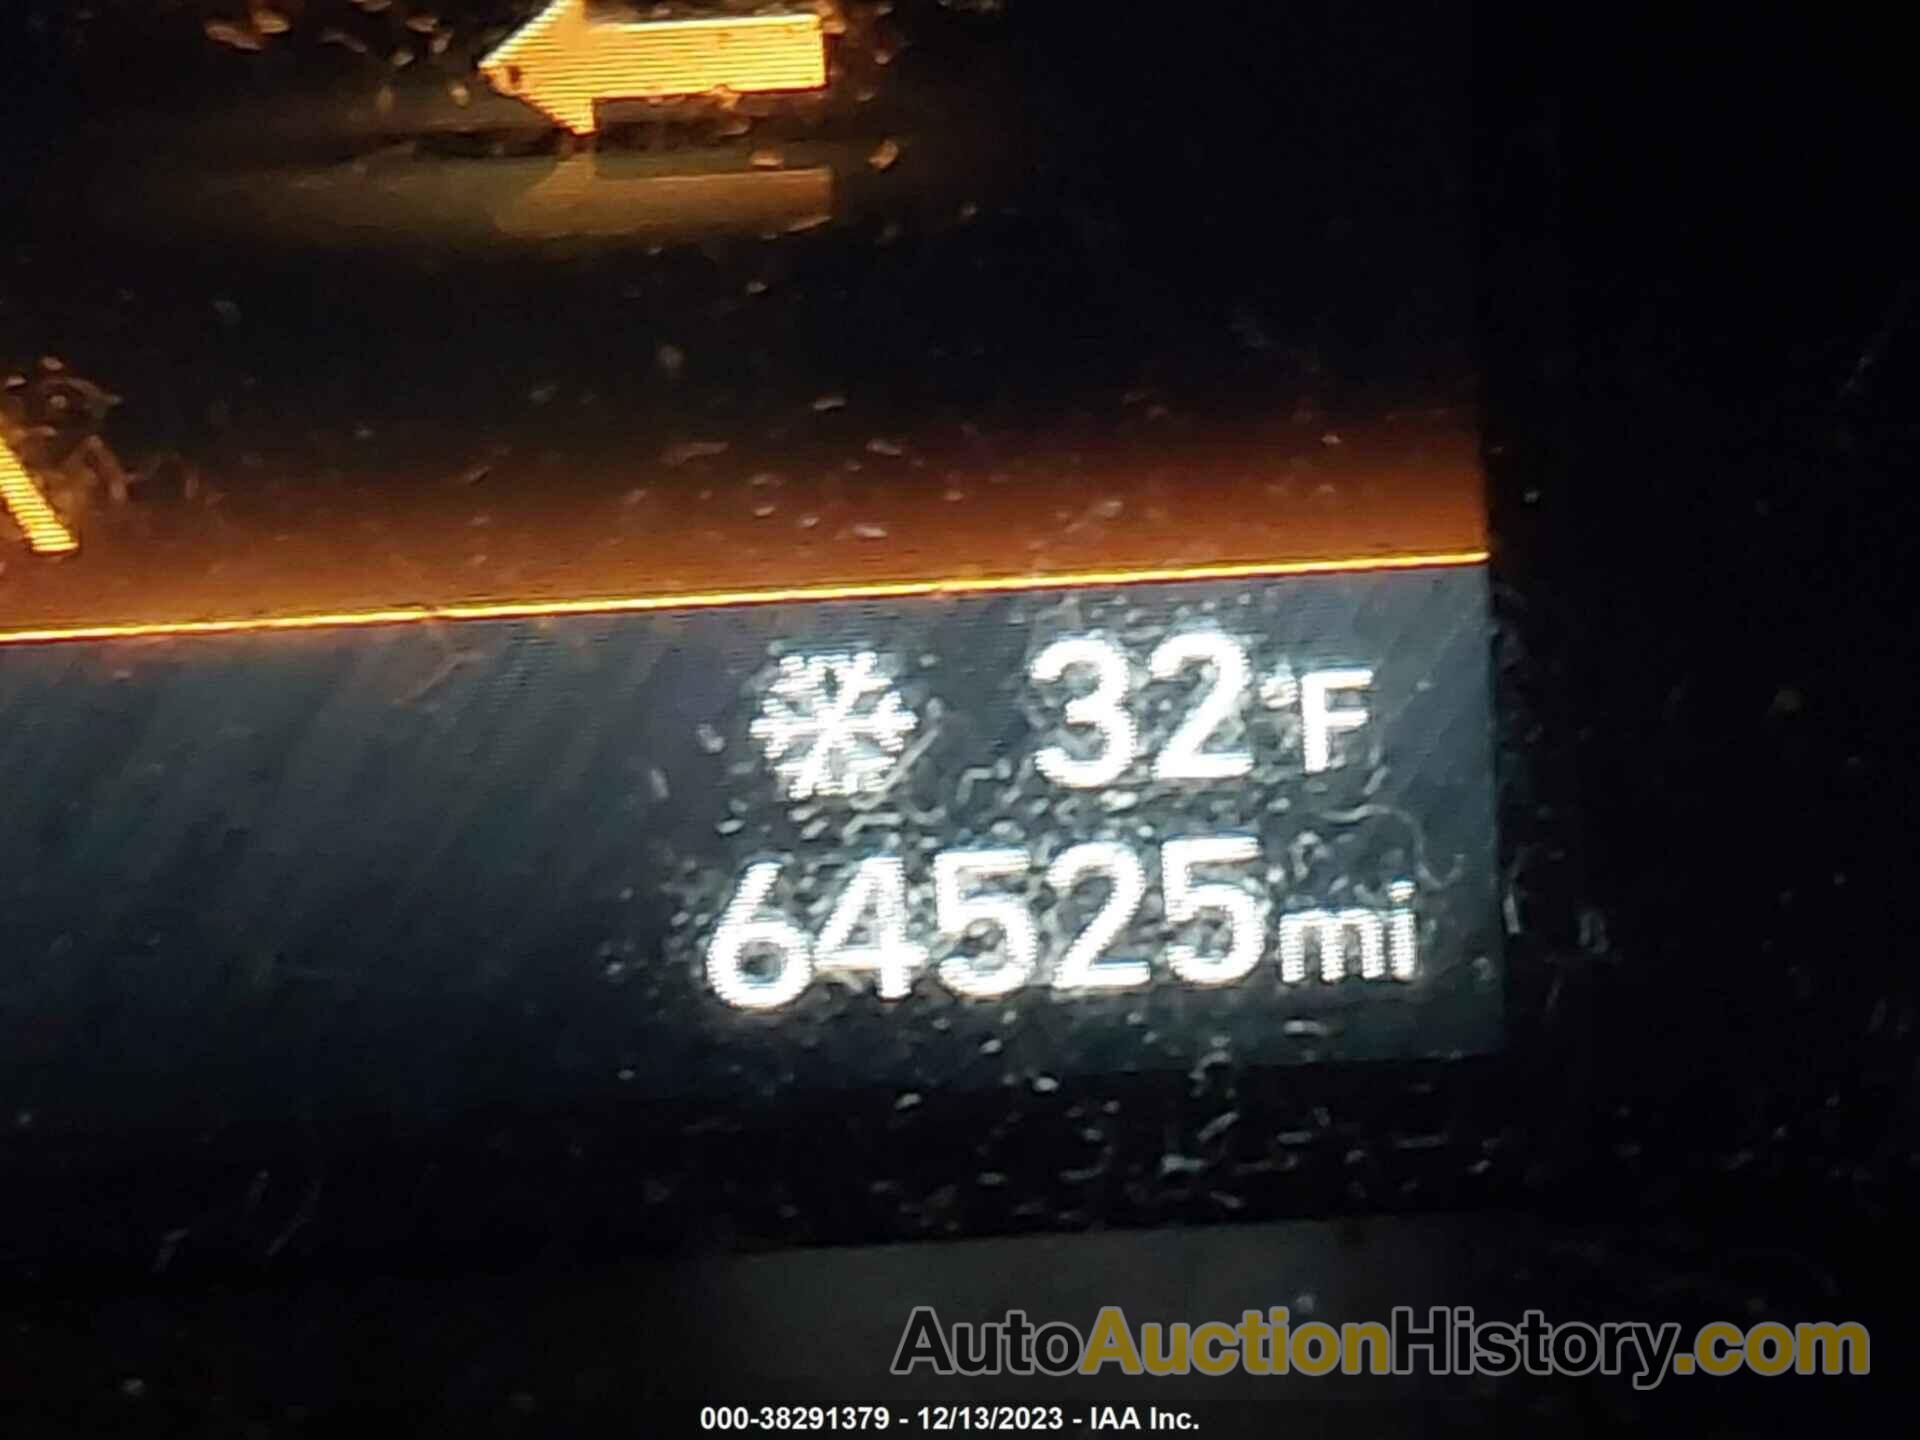 32°F
64525mi
AutoAuctionHistory.com
000-38291379 - 12/13/2023 - IAA Inc.